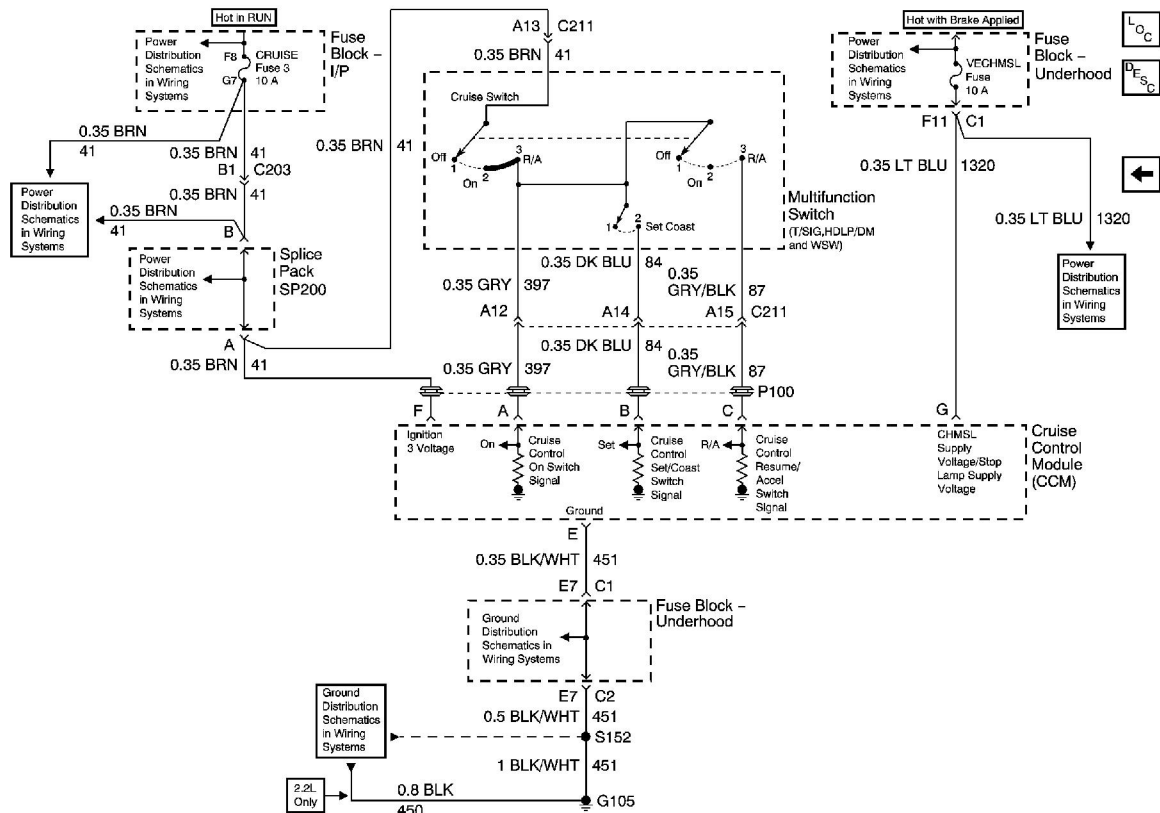 Hot in RUN
Power
Distribution
Schematics
in Wiring
Systems
F8
CRUISE
Fuse 3
G7
10 A
Fuse
Block –
I/P
0.35 BRN
41
0.35 BRN
41
B1
C203
0.35 BRN
41
Power
Distribution
Schematics
in Wiring
Systems
0.35 BRN
41
B
Power
Distribution
Schematics
in Wiring
Systems
Splice
Pack
SP200
A
0.35 BRN
41
0.35 BRN
41
A13
C211
0.35 BRN
41
Cruise Switch
Off
1
2
On
3
R/A
Off
1
On
2
3
R/A
1
2
Set Coast
Multifunction
Switch
(T/SIG,HDLP/DM
and WSW)
0.35 GRY
397
0.35 DK BLU
84
0.35
GRY/BLK
87
A12
A14
A15
C211
0.35 GRY
397
0.35 DK BLU
84
0.35
GRY/BLK
87
P100
F
A
B
C
G
Hot with Brake Applied
Power
Distribution
Schematics
in Wiring
Systems
VECHMSL
Fuse
10 A
Fuse
Block –
Underhood
F11
C1
0.35 LT BLU
1320
0.35 LT BLU
1320
Power
Distribution
Schematics
in Wiring
Systems
LOC
DESC
Ignition
3 Voltage
On
Cruise
Control
On Switch
Signal
Set
Cruise
Control
Set/Coast
Switch
Signal
R/A
Cruise
Control
Resume/
Accel
Switch
Signal
CHMSL
Supply
Voltage/Stop
Lamp Supply
Voltage
Cruise
Control
Module
(CCM)
Ground
E
0.35 BLK/WHT
451
E7
C1
Ground
Distribution
Schematics in
Wiring Systems
Fuse Block –
Underhood
E7
C2
0.5 BLK/WHT
451
S152
Ground
Distribution
Schematics
in Wiring
Systems
1 BLK/WHT
451
2.2L
Only
0.8 BLK
450
G105